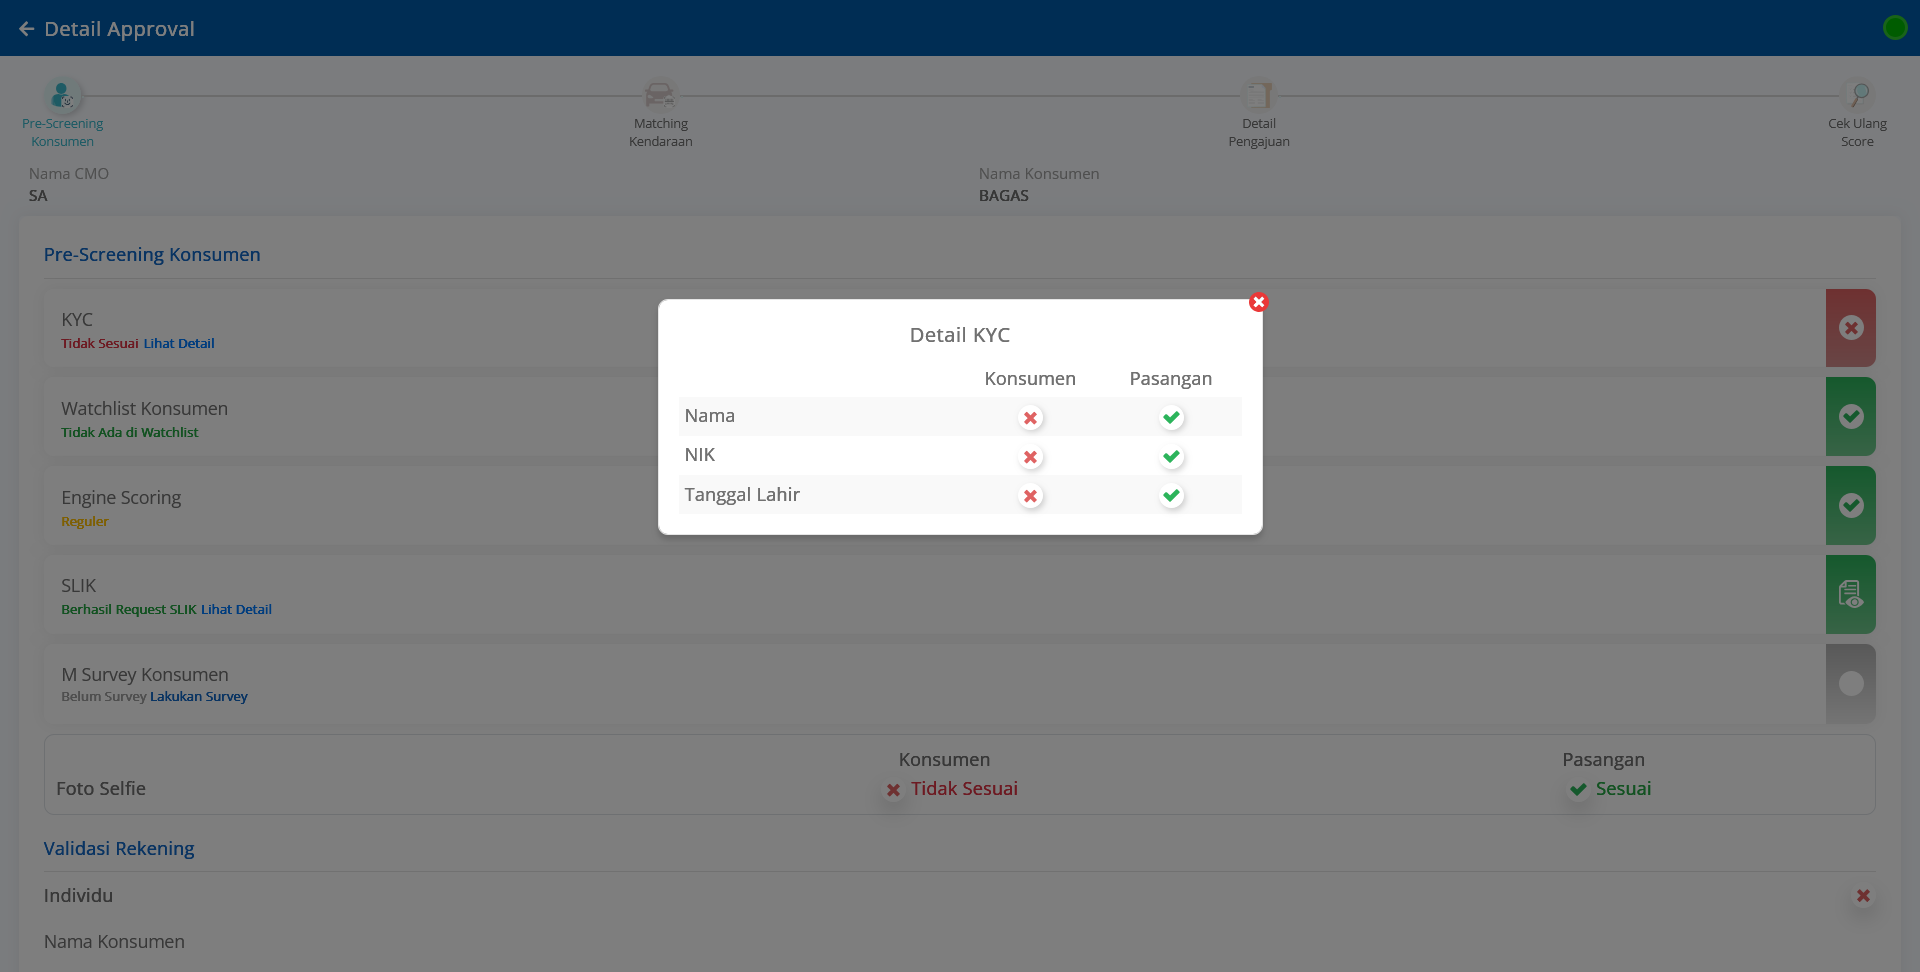 Detail Approval
Pre-Screening
Konsumen
Matching
Kendaraan
Detail
Pengajuan
Cek Ulang
Score
Nama CMO
SA
Nama Konsumen
BAGAS
Pre-Screening Konsumen
KYC
Tidak Sesuai Lihat Detail
Watchlist Konsumen
Tidak Ada di Watchlist
Engine Scoring
Reguler
SLIK
Berhasil Request SLIK Lihat Detail
M Survey Konsumen
Belum Survey Lakukan Survey
Detail KYC
Konsumen Pasangan
Nama
NIK
Tanggal Lahir
Konsumen Pasangan
Foto Selfie Tidak Sesuai Sesuai
Validasi Rekening
Individu
Nama Konsumen